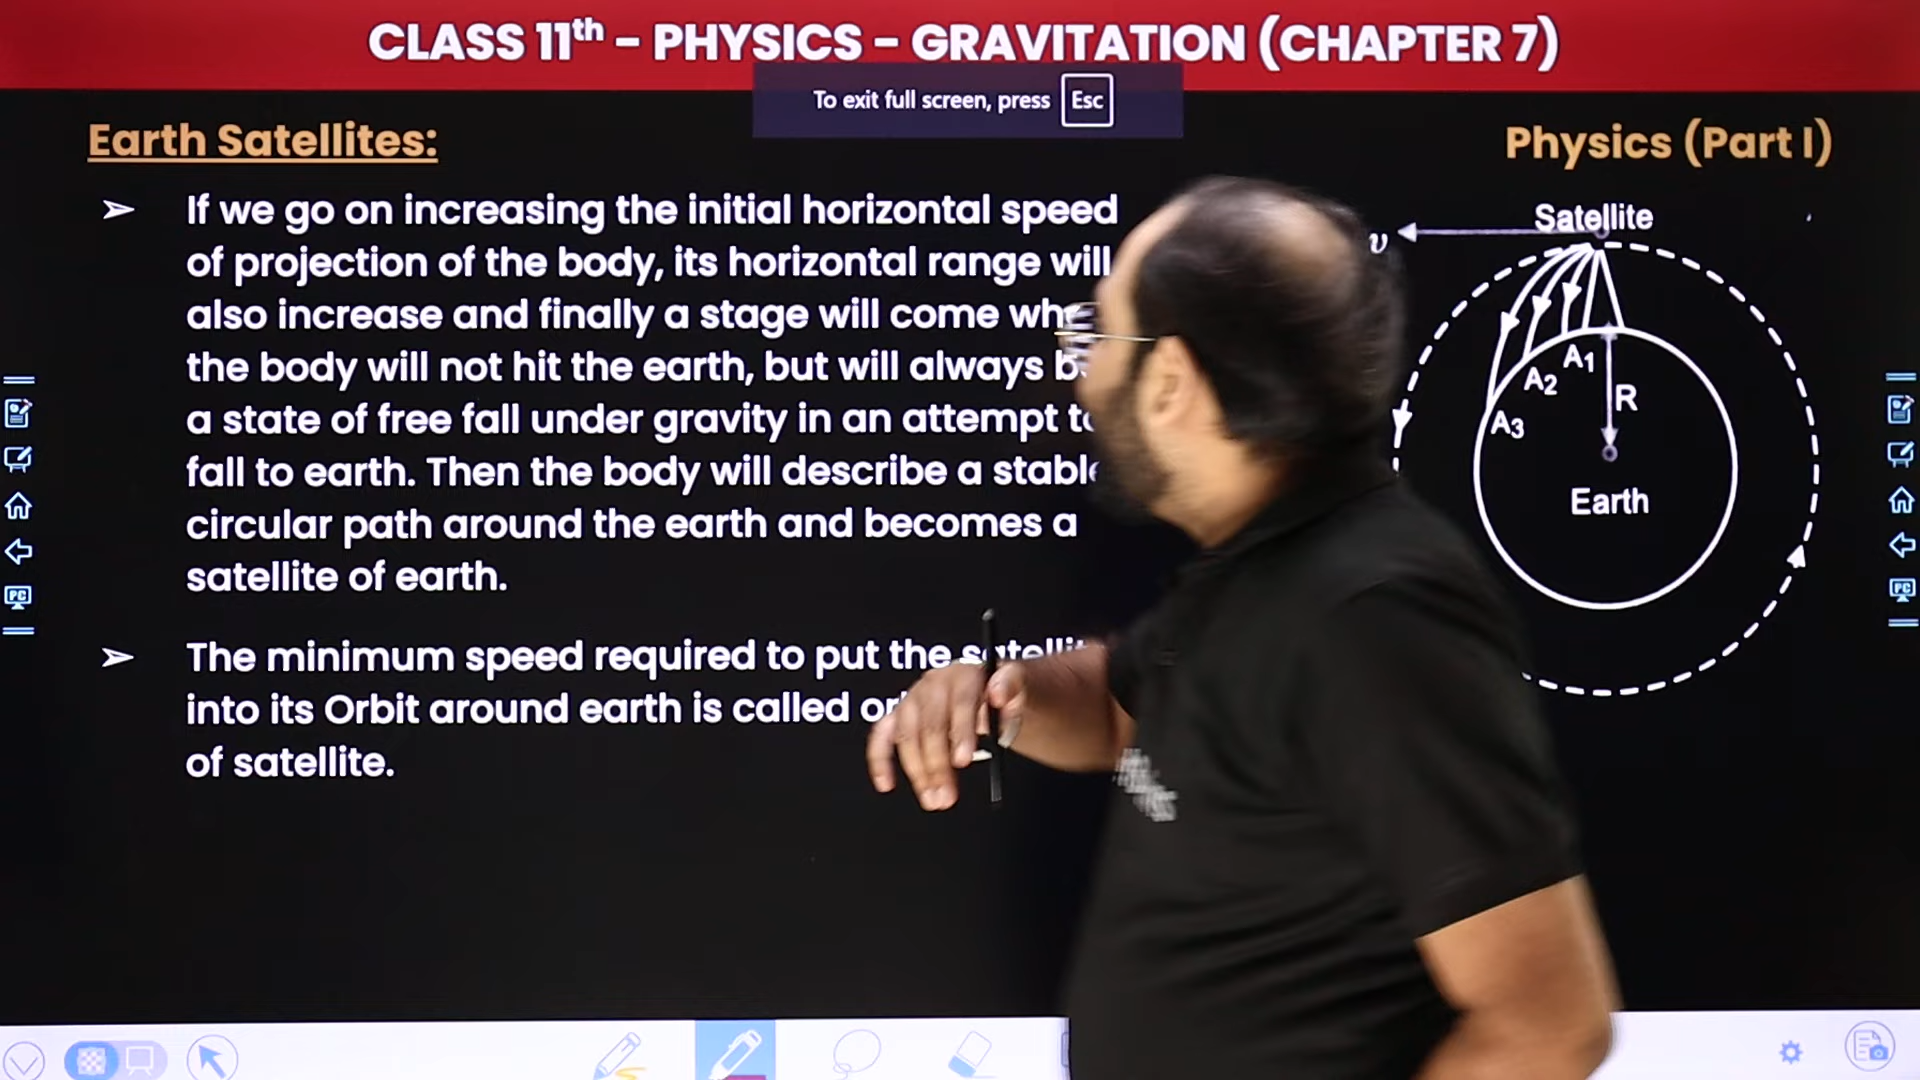 CLASS 11th - PHYSICS - GRAVITATION (CHAPTER 7)
To exit full screen, press Esc
Earth Satellites:
Physics (Part I)
➢ If we go on increasing the initial horizontal speed
of projection of the body, its horizontal range will
also increase and finally a stage will come
the body will not hit the earth, but will always
a state of free fall under gravity in an attempt
fall to earth. Then the body will describe a stable
circular path around the earth and becomes a
satellite of earth.
➢ The minimum speed required to put the satellite
into its Orbit around earth is called
of satellite.
Satellite
υ
A1
A2
A3
R
Earth
PC
PC